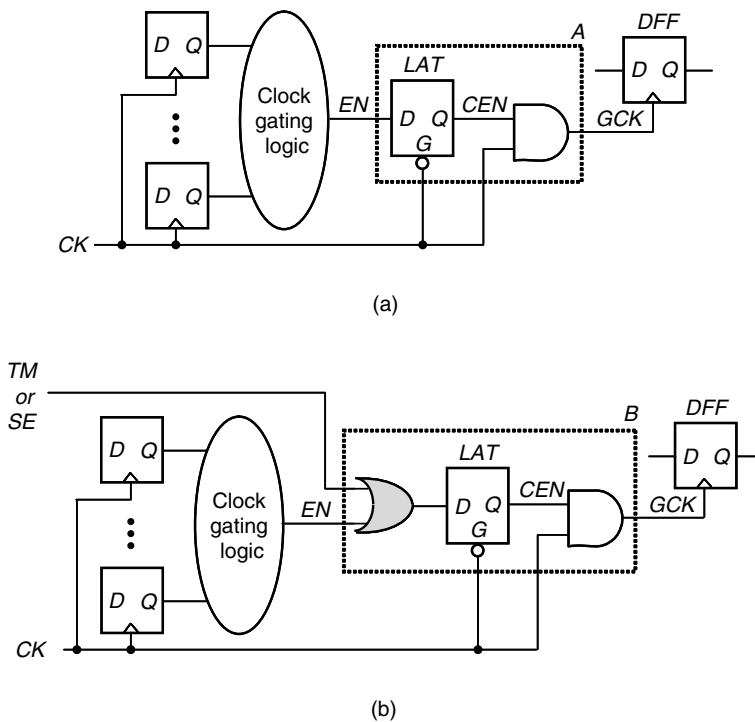 A
DFF
D Q
LAT
D Q
Clock
gating
logic
EN
CEN
D Q
G
GCK
D Q
CK
(a)
TM
or
SE
B
DFF
LAT
D Q
D Q
Clock
gating
logic
EN
CEN
D Q
G
GCK
D Q
CK
(b)